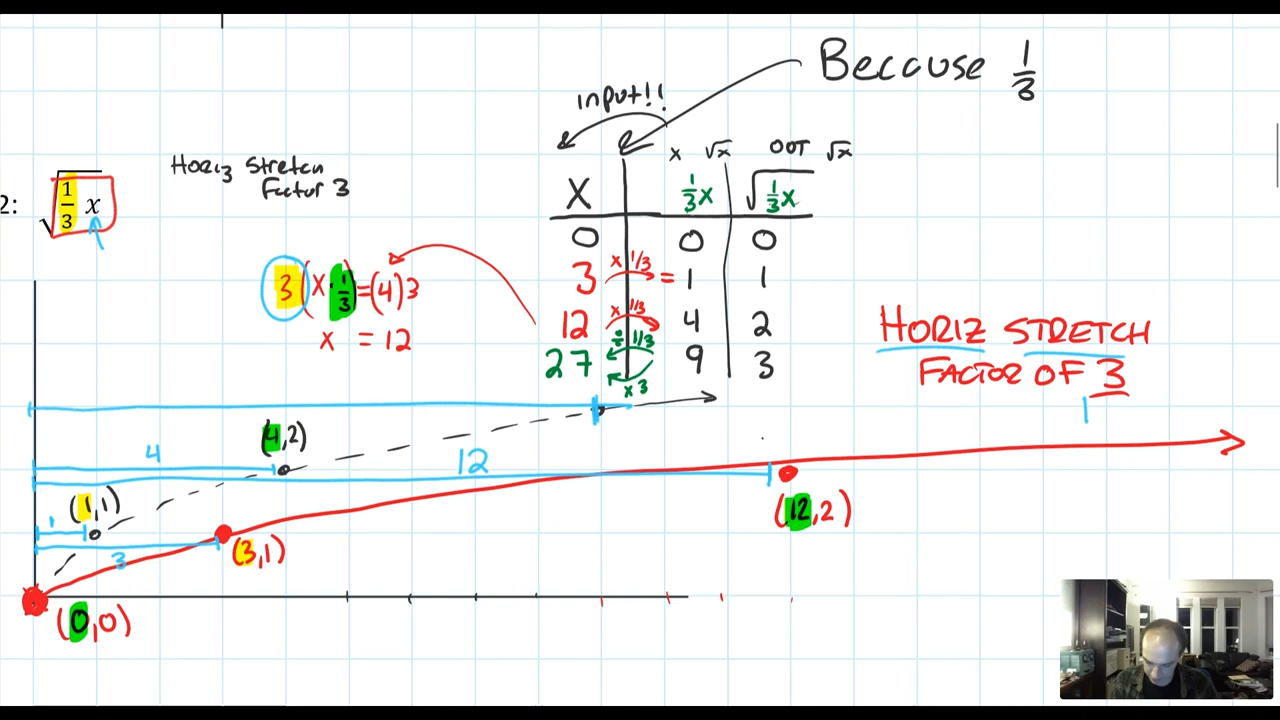 Beccuse 1/3
input!!
x √x OUT √x
2: √(1/3 x)
Horiz Stretch
Factor 3
X 1/3x √(1/3x)
0 0 0
3 x 1/3 = 1 1
12 x 1/3 4 2
27 ÷ 1/3 9 3
x 3
3(x · 1/3) = (4)3
x = 12
HORIZ STRETCH
FACTOR OF 3
(4,2)
4
12
(1,1)
1
(12,2)
(3,1)
3
(0,0)